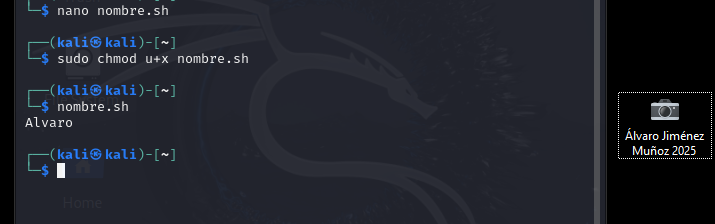 └─$ nano nombre.sh
┌──(kali㉿kali)-[~]
└─$ sudo chmod u+x nombre.sh
┌──(kali㉿kali)-[~]
└─$ nombre.sh
Alvaro
┌──(kali㉿kali)-[~]
└─$
Home
Álvaro Jiménez
Muñoz 2025